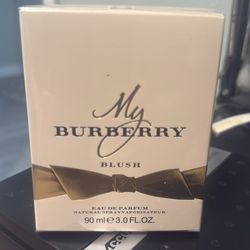 My
BURBERRY
BLUSH
EAU DE PARFUM
NATURAL SPRAY/VAPORISATEUR
90 ml e 3.0 FL.OZ.